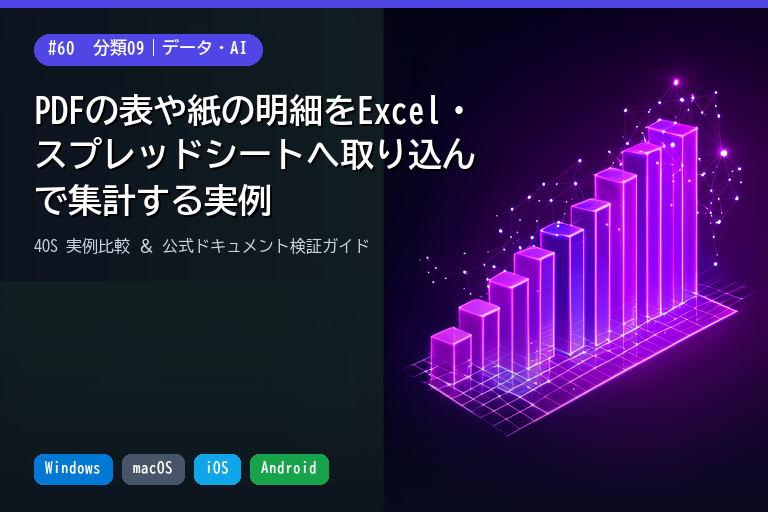 #60 分類09｜データ・AI
PDFの表や紙の明細をExcel・
スプレッドシートへ取り込ん
で集計する実例
4OS 実例比較 ＆ 公式ドキュメント検証ガイド
Windows macOS iOS Android